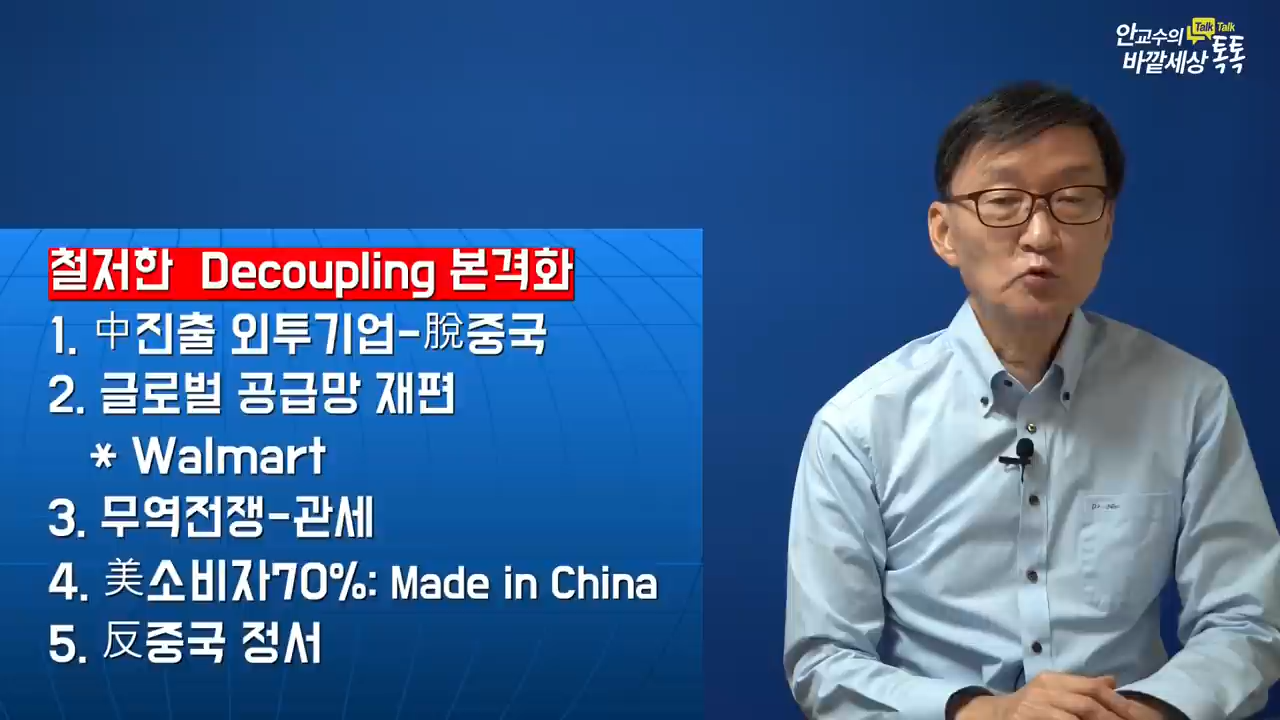 안교수의 Talk Talk
바깥세상 톡톡
철저한 Decoupling 본격화
1. 中진출 외투기업-脫중국
2. 글로벌 공급망 재편
* Walmart
3. 무역전쟁-관세
4. 美소비자70%: Made in China
5. 反중국 정서